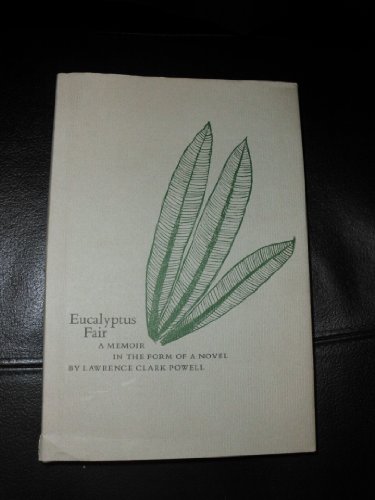 Eucalyptus
Fair
A MEMOIR
IN THE FORM OF A NOVEL
BY LAWRENCE CLARK POWELL